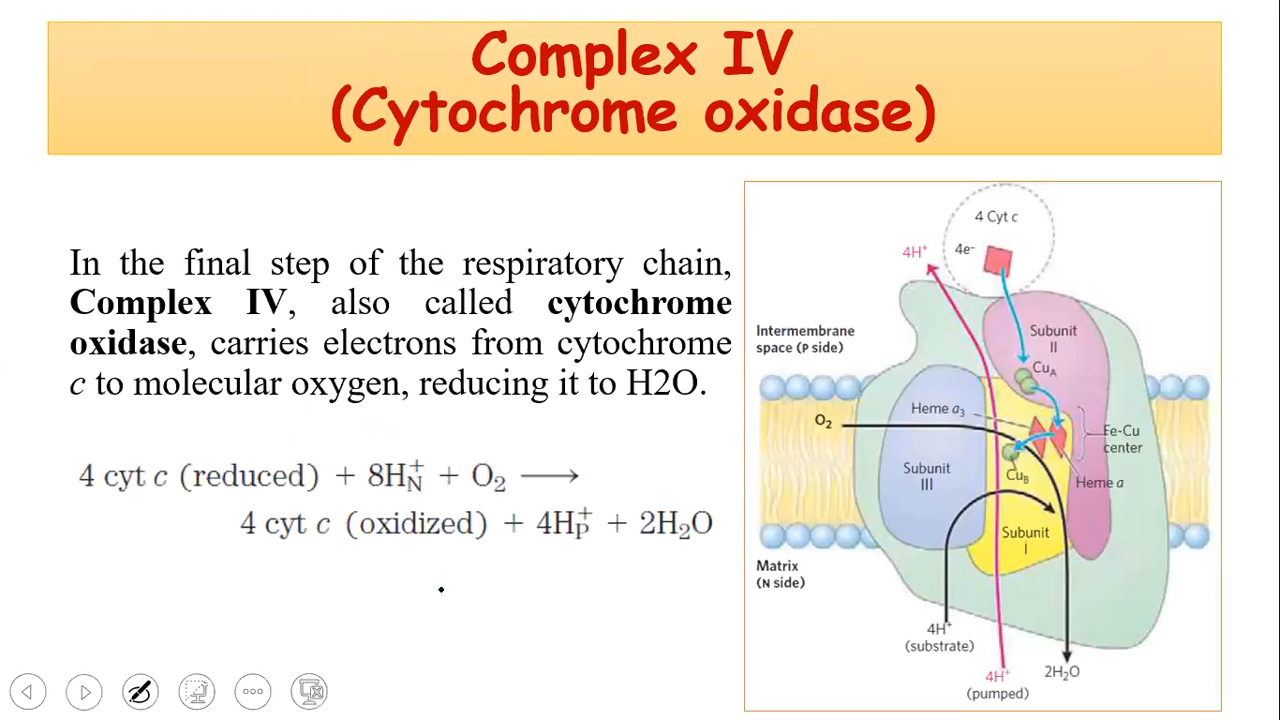 Complex IV
(Cytochrome oxidase)
In the final step of the respiratory chain,
Complex IV, also called cytochrome
oxidase, carries electrons from cytochrome
c to molecular oxygen, reducing it to H2O.
4 cyt c (reduced) + 8H⁺N + O₂ ⟶
4 cyt c (oxidized) + 4H⁺P + 2H₂O
4 Cyt c
4e⁻
4H⁺
Intermembrane
space (P side)
Subunit
II
CuA
Heme a₃
O₂
Fe-Cu
center
Subunit
III
CuB
Heme a
Subunit
I
Matrix
(N side)
4H⁺
(substrate)
4H⁺
(pumped)
2H₂O